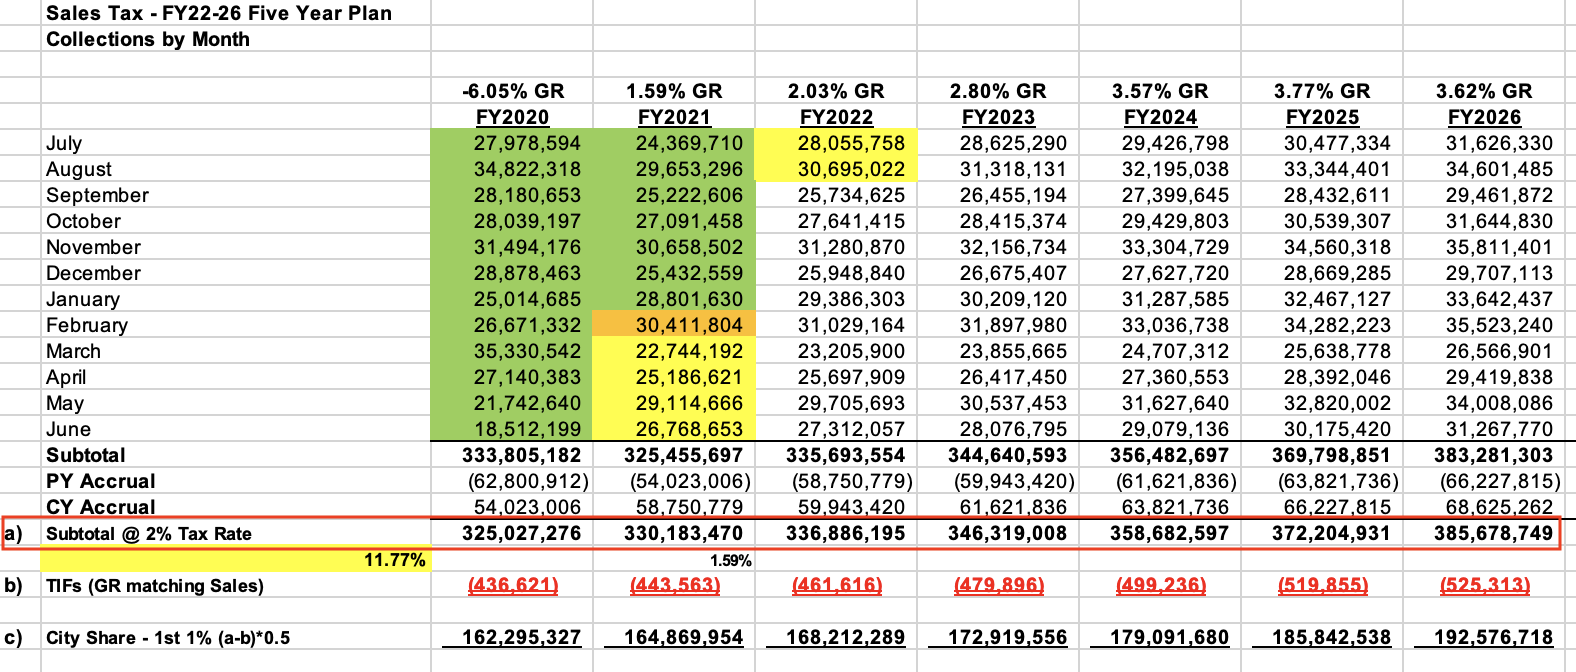 Sales Tax - FY22-26 Five Year Plan
Collections by Month
-6.05% GR 1.59% GR 2.03% GR 2.80% GR 3.57% GR 3.77% GR 3.62% GR
FY2020 FY2021 FY2022 FY2023 FY2024 FY2025 FY2026
July 27,978,594 24,369,710 28,055,758 28,625,290 29,426,798 30,477,334 31,626,330
August 34,822,318 29,653,296 30,695,022 31,318,131 32,195,038 33,344,401 34,601,485
September 28,180,653 25,222,606 25,734,625 26,455,194 27,399,645 28,432,611 29,461,872
October 28,039,197 27,091,458 27,641,415 28,415,374 29,429,803 30,539,307 31,644,830
November 31,494,176 30,658,502 31,280,870 32,156,734 33,304,729 34,560,318 35,811,401
December 28,878,463 25,432,559 25,948,840 26,675,407 27,627,720 28,669,285 29,707,113
January 25,014,685 28,801,630 29,386,303 30,209,120 31,287,585 32,467,127 33,642,437
February 26,671,332 30,411,804 31,029,164 31,897,980 33,036,738 34,282,223 35,523,240
March 35,330,542 22,744,192 23,205,900 23,855,665 24,707,312 25,638,778 26,566,901
April 27,140,383 25,186,621 25,697,909 26,417,450 27,360,553 28,392,046 29,419,838
May 21,742,640 29,114,666 29,705,693 30,537,453 31,627,640 32,820,002 34,008,086
June 18,512,199 26,768,653 27,312,057 28,076,795 29,079,136 30,175,420 31,267,770
Subtotal 333,805,182 325,455,697 335,693,554 344,640,593 356,482,697 369,798,851 383,281,303
PY Accrual (62,800,912) (54,023,006) (58,750,779) (59,943,420) (61,621,836) (63,821,736) (66,227,815)
CY Accrual 54,023,006 58,750,779 59,943,420 61,621,836 63,821,736 66,227,815 68,625,262
a) Subtotal @ 2% Tax Rate 325,027,276 330,183,470 336,886,195 346,319,008 358,682,597 372,204,931 385,678,749
11.77% 1.59%
b) TIFs (GR matching Sales) (436,621) (443,563) (461,616) (479,896) (499,236) (519,855) (525,313)
c) City Share - 1st 1% (a-b)*0.5 162,295,327 164,869,954 168,212,289 172,919,556 179,091,680 185,842,538 192,576,718